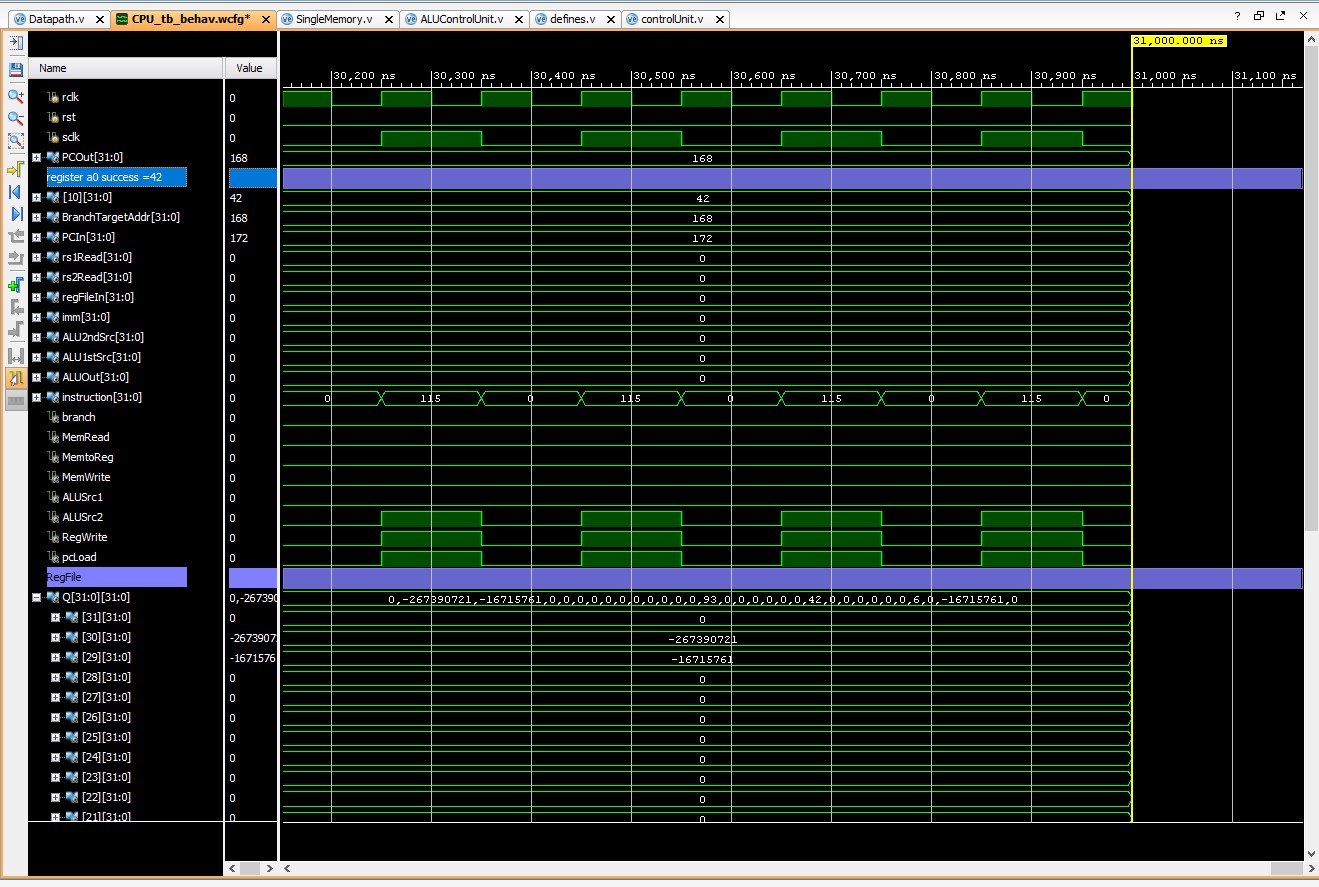 Datapath.v CPU_tb_behav.wcfg* SingleMemory.v ALUControlUnit.v defines.v controlUnit.v
31,000.000 ns
Name Value 30,200 ns 30,300 ns 30,400 ns 30,500 ns 30,600 ns 30,700 ns 30,800 ns 30,900 ns 31,000 ns 31,100 ns
rclk 0
rst 0
sclk 0
PCOut[31:0] 168 168
register a0 success =42
[10][31:0] 42 42
BranchTargetAddr[31:0] 168 168
PCIn[31:0] 172 172
rs1Read[31:0] 0 0
rs2Read[31:0] 0 0
regFileIn[31:0] 0 0
imm[31:0] 0 0
ALU2ndSrc[31:0] 0 0
ALU1stSrc[31:0] 0 0
ALUOut[31:0] 0 0
instruction[31:0] 0 0 115 0 115 0 115 0 115 0
branch 0
MemRead 0
MemtoReg 0
MemWrite 0
ALUSrc1 0
ALUSrc2 0
RegWrite 0
pcLoad 0
RegFile
Q[31:0][31:0] 0,-267390 0,-267390721,-16715761,0,0,0,0,0,0,0,0,0,0,0,93,0,0,0,0,0,0,42,0,0,0,0,0,0,6,0,-16715761,0
[31][31:0] 0 0
[30][31:0] -2673907 -267390721
[29][31:0] -1671576 -16715761
[28][31:0] 0 0
[27][31:0] 0 0
[26][31:0] 0 0
[25][31:0] 0 0
[24][31:0] 0 0
[23][31:0] 0 0
[22][31:0] 0 0
[21][31:0] 0 0